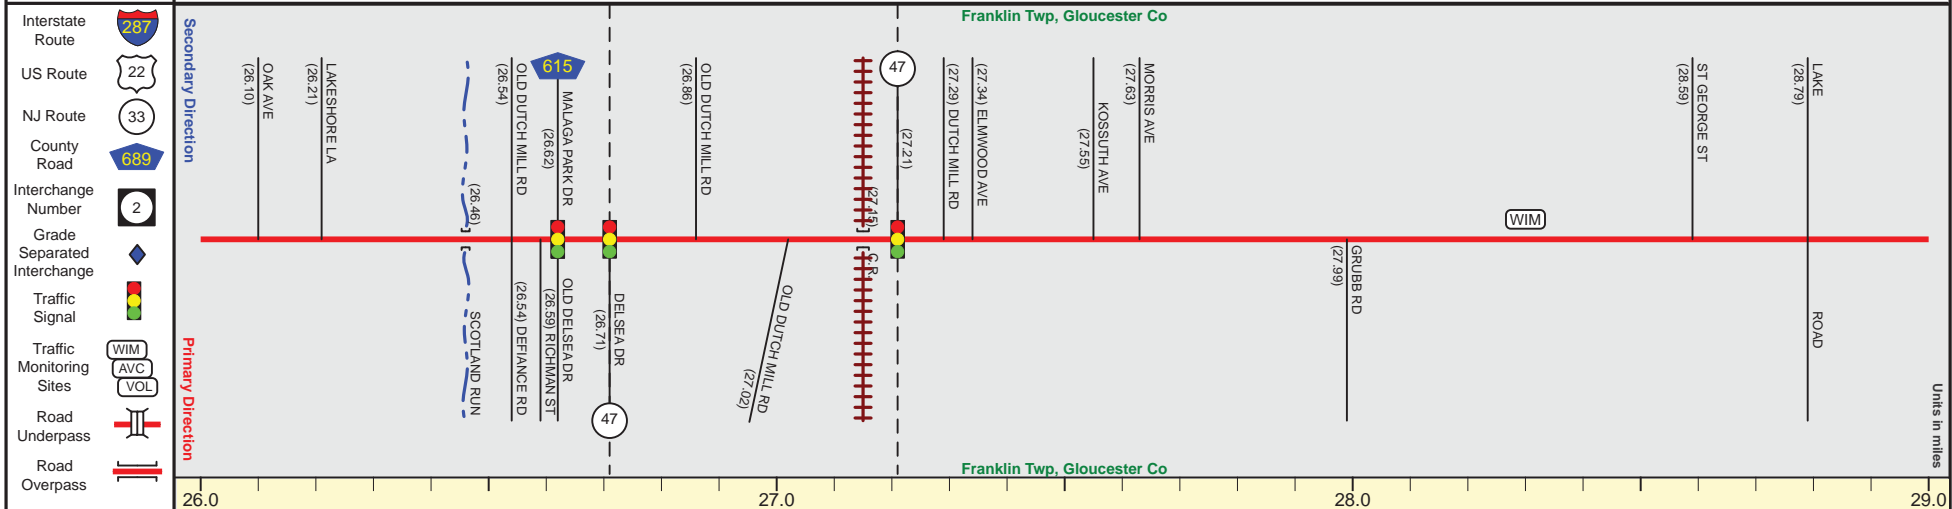 Interstate
Route
287
US Route
22
NJ Route
33
County
Road
689
Interchange
Number
2
Grade
Separated
Interchange
Traffic
Signal
Traffic
Monitoring
Sites
WIM
AVC
VOL
Road
Underpass
Road
Overpass
Secondary Direction
Primary Direction
Franklin Twp, Gloucester Co
OAK AVE
(26.10)
LAKESHORE LA
(26.21)
(26.46)
SCOTLAND RUN
OLD DUTCH MILL RD
(26.54)
(26.54) DEFIANCE RD
(26.59) RICHMAN ST
615
MALAGA PARK DR
(26.62)
OLD DELSEA DR
DELSEA DR
(26.71)
47
OLD DUTCH MILL RD
(26.86)
OLD DUTCH MILL RD
(27.02)
(27.15)
C.R.
47
(27.21)
(27.29) DUTCH MILL RD
(27.34) ELMWOOD AVE
KOSSUTH AVE
(27.55)
MORRIS AVE
(27.63)
GRUBB RD
(27.99)
WIM
ST GEORGE ST
(28.59)
LAKE
(28.79)
ROAD
Units in miles
Franklin Twp, Gloucester Co
26.0
27.0
28.0
29.0